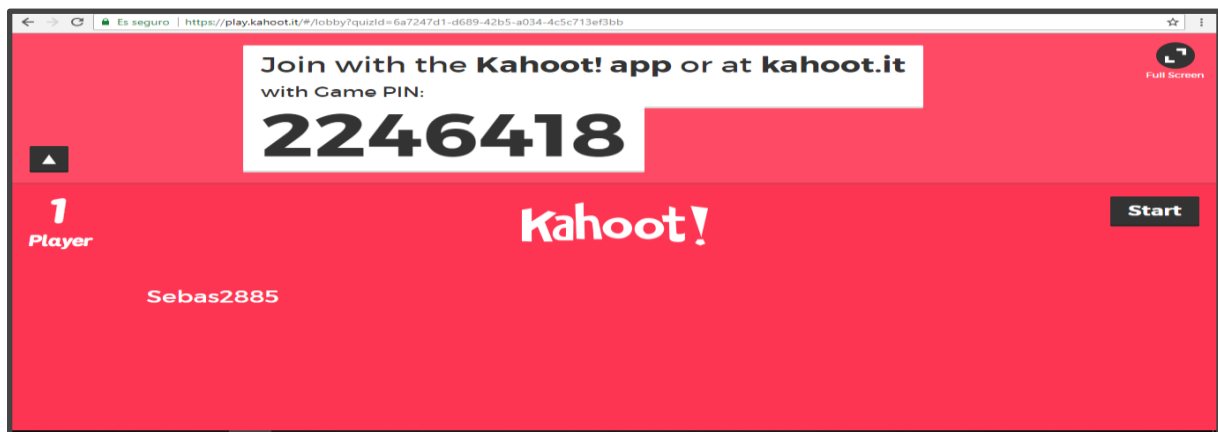 Es seguro | https://play.kahoot.it/#/lobby?quizId=6a7247d1-d689-42b5-a034-4c5c713ef3bb
Join with the Kahoot! app or at kahoot.it
with Game PIN:
2246418
Full Screen
1
Player
Kahoot!
Start
Sebas2885